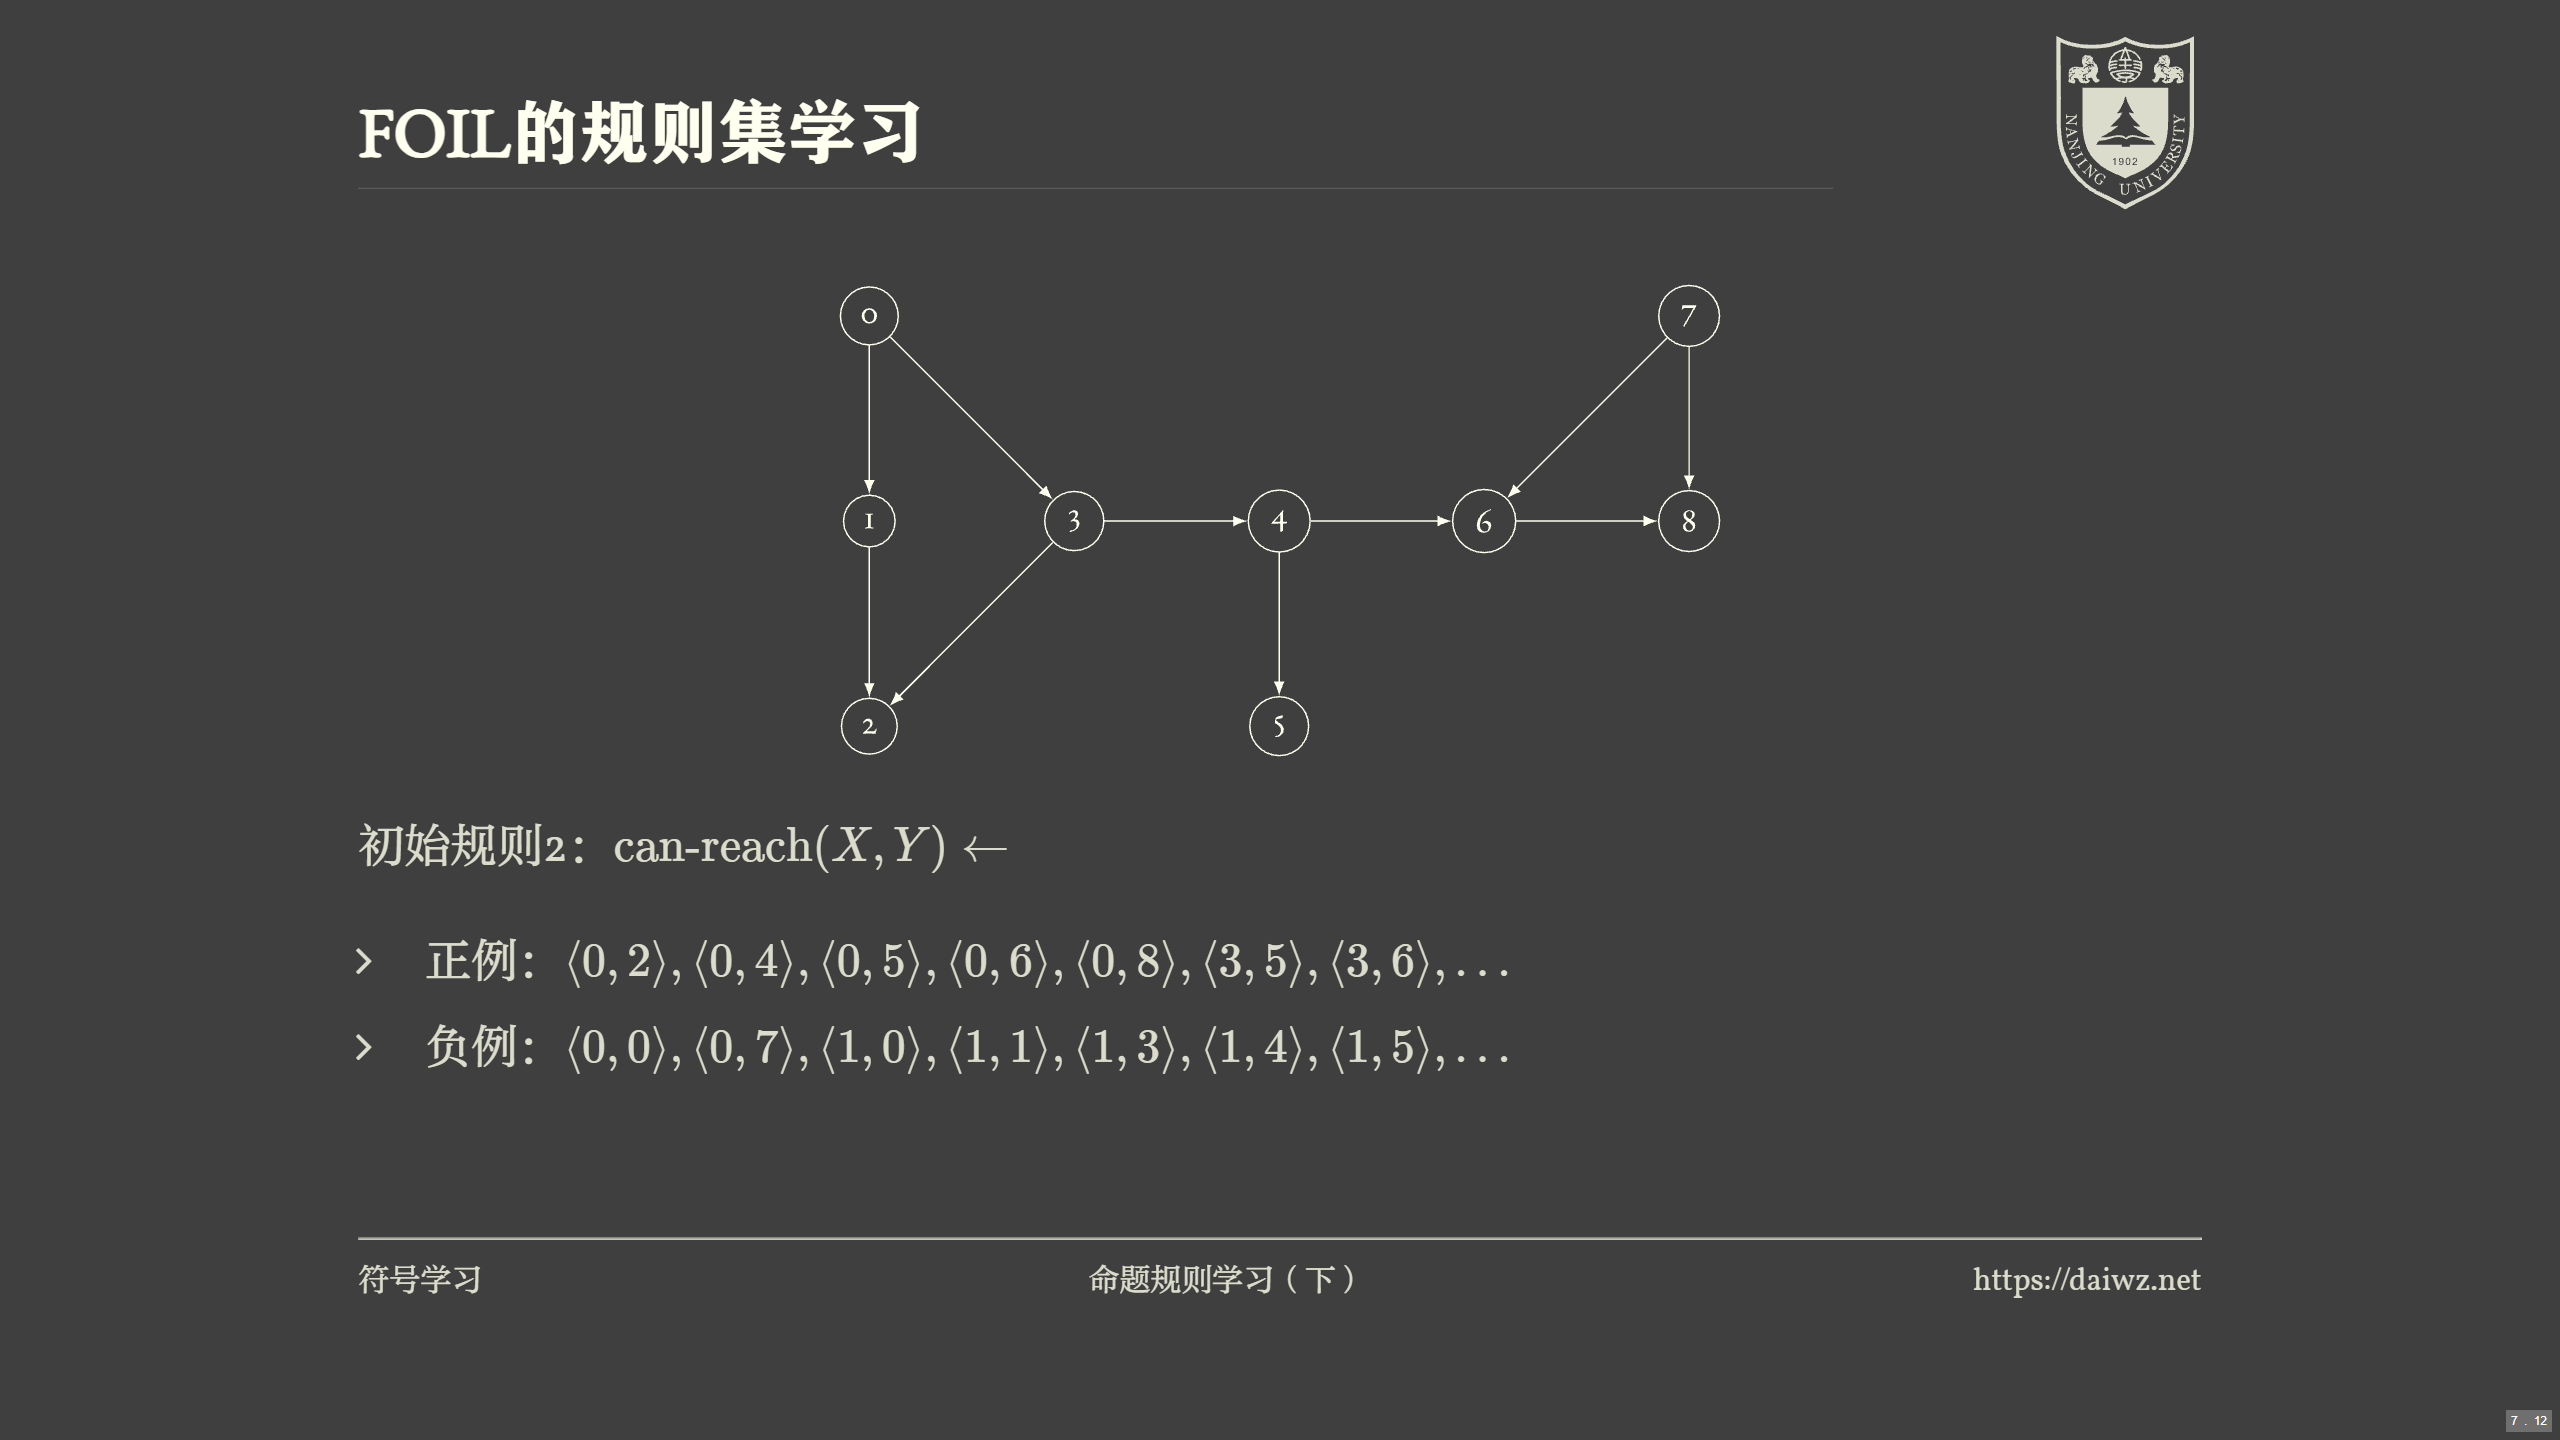 FOIL的规则集学习
NANJING UNIVERSITY
1902
0
7
1
3
4
6
8
2
5
初始规则2：can-reach(X, Y) ←
正例：⟨0, 2⟩, ⟨0, 4⟩, ⟨0, 5⟩, ⟨0, 6⟩, ⟨0, 8⟩, ⟨3, 5⟩, ⟨3, 6⟩, …
负例：⟨0, 0⟩, ⟨0, 7⟩, ⟨1, 0⟩, ⟨1, 1⟩, ⟨1, 3⟩, ⟨1, 4⟩, ⟨1, 5⟩, …
符号学习
命题规则学习（下）
https://daiwz.net
7 . 12